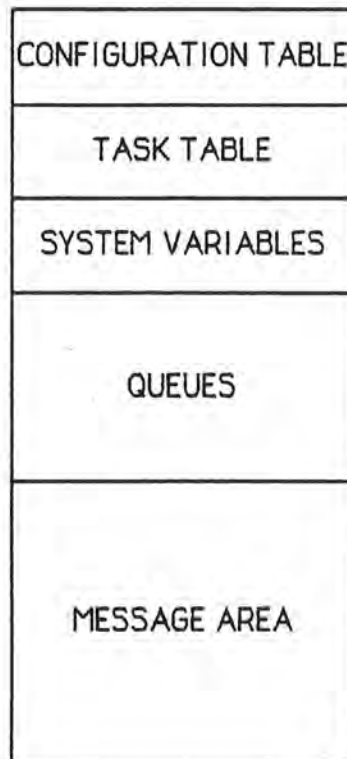 CONFIGURATION TABLE
TASK TABLE
SYSTEM VARIABLES
QUEUES
MESSAGE AREA